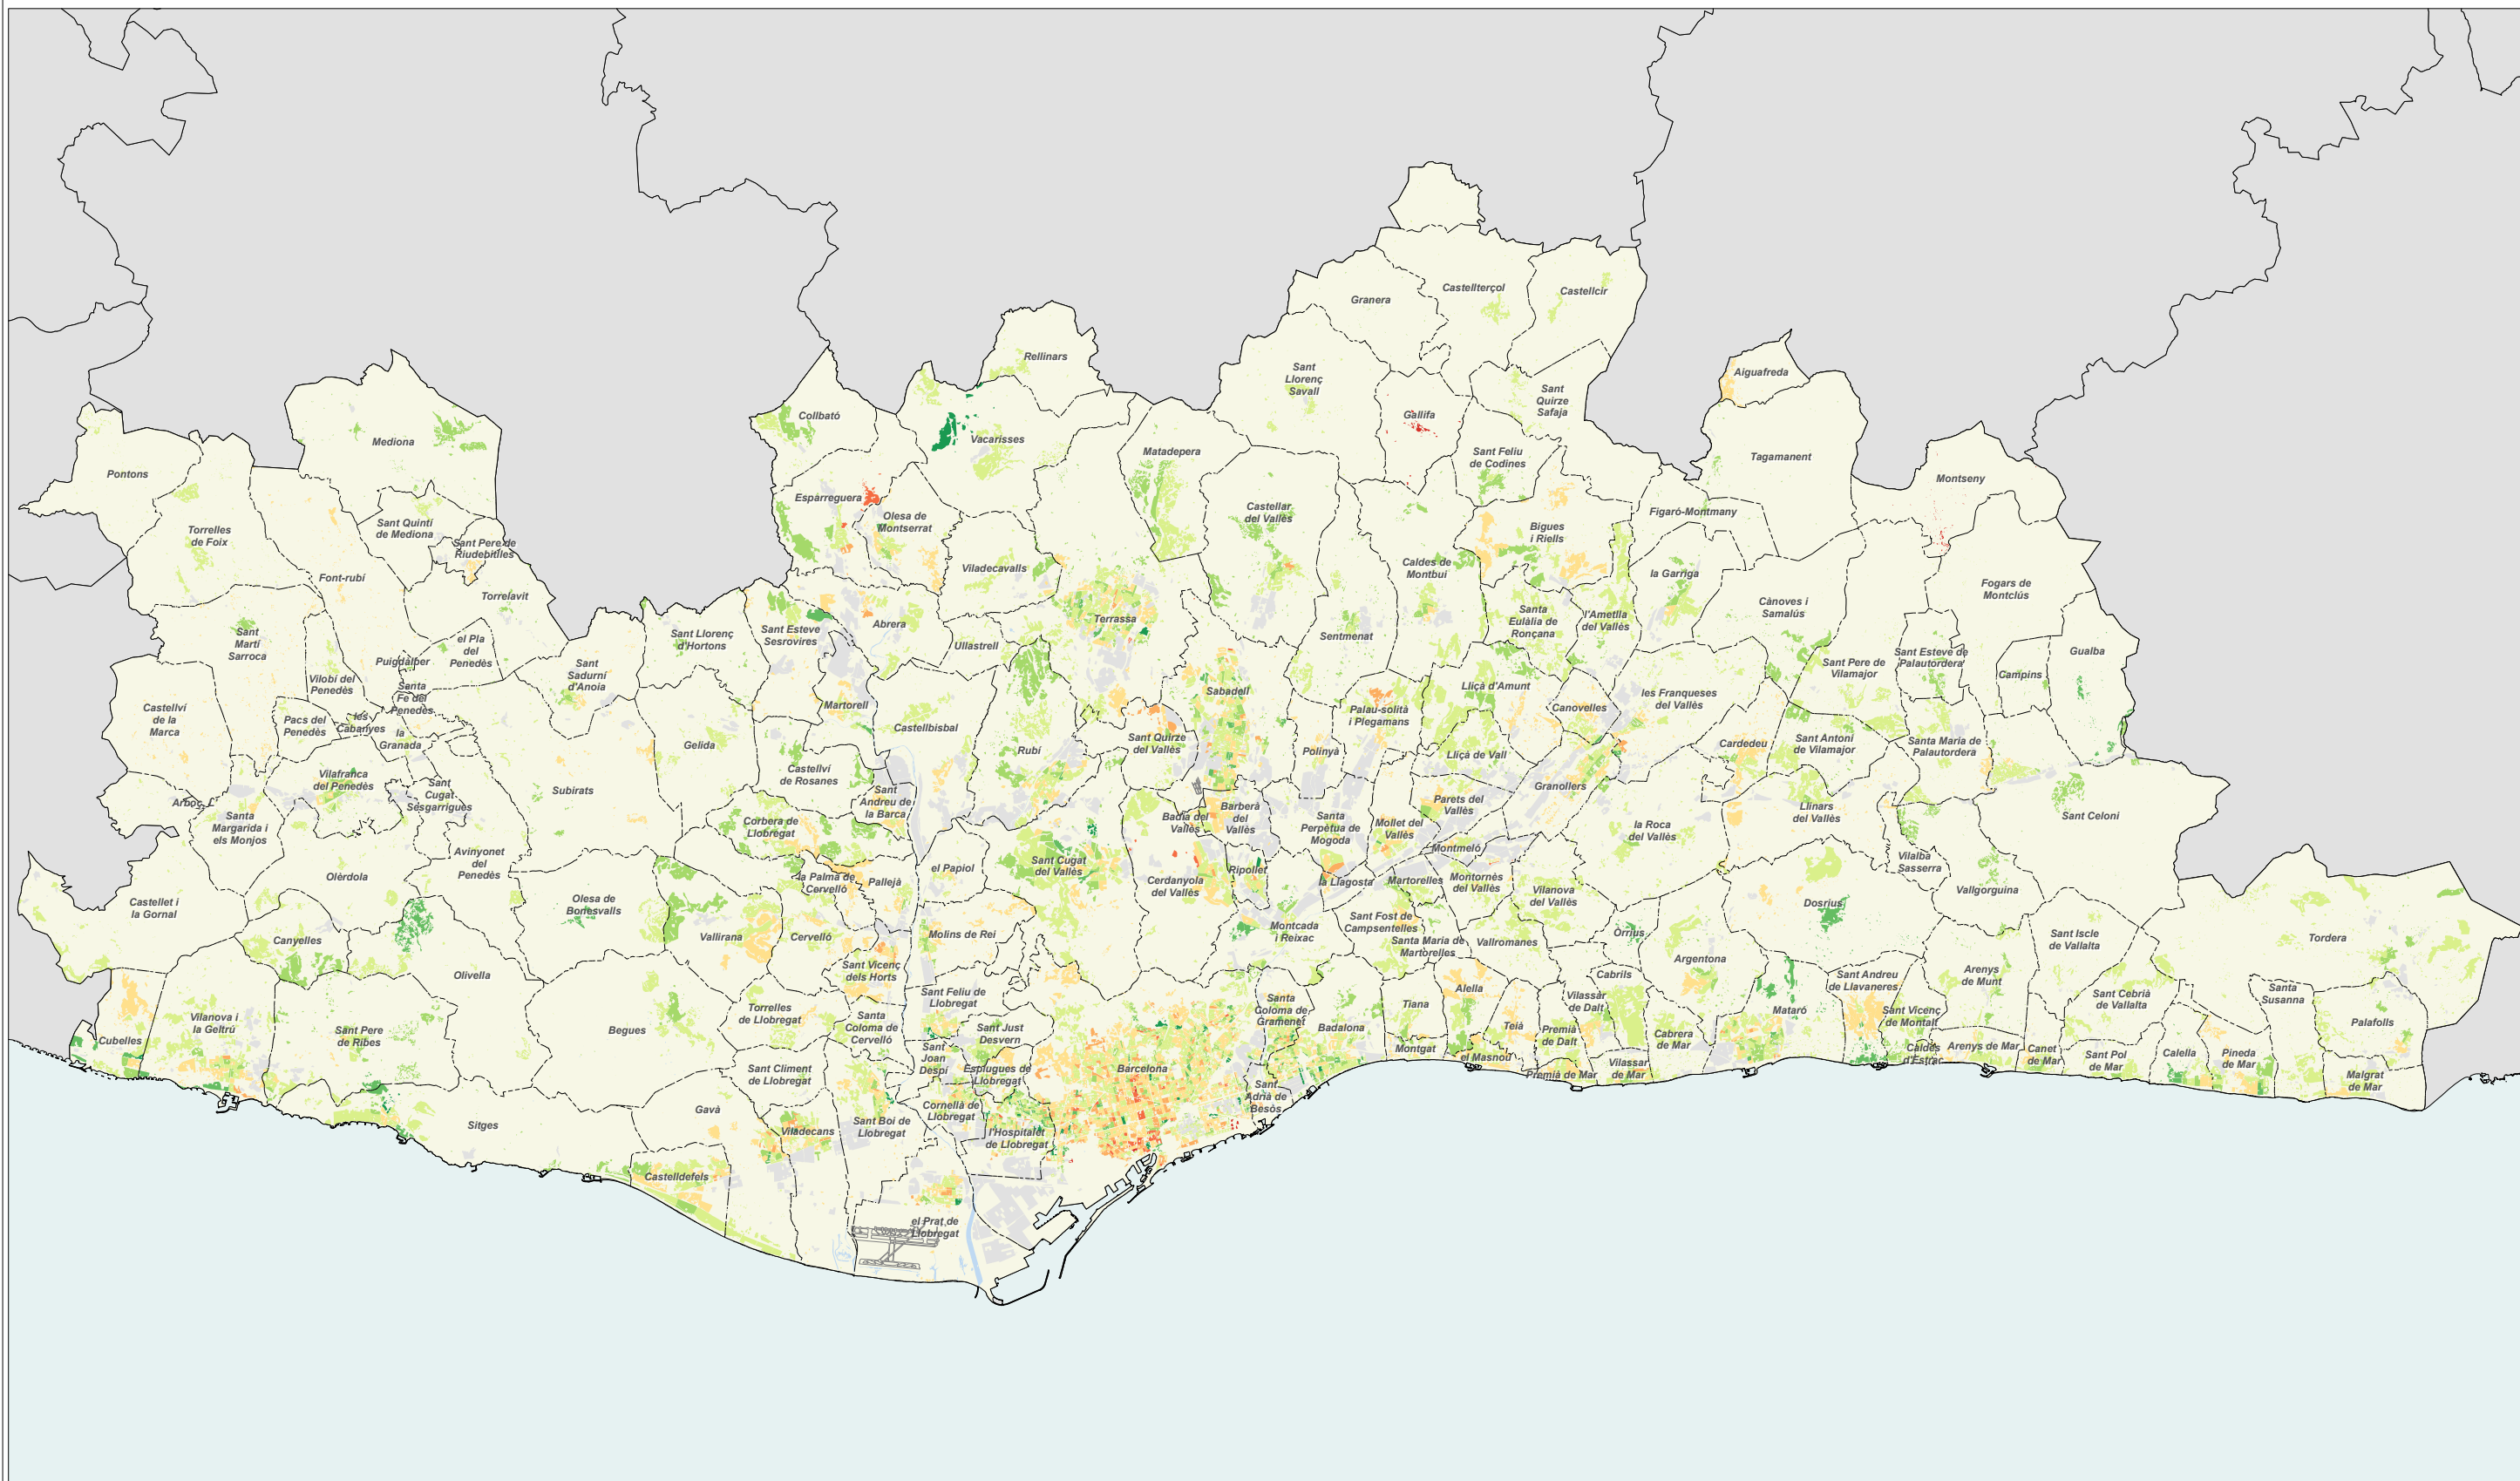 Castellterçol
Castellcir
Granera
Rellinars
Aiguafreda
Sant
Llorenç
Savall
Sant
Quirze
Safaja
Collbató
Gallifa
Vacarisses
Mediona
Matadepera
Sant Feliu
de Codines
Tagamanent
Pontons
Montseny
Esparreguera
Castellar
del Vallès
Figaró-Montmany
Olesa de
Montserrat
Sant Quintí
de Mediona
Bigues
i Riells
Torrelles
de Foix
Sant Pere de
Riudebitlles
Viladecavalls
Caldes de
Montbui
la Garriga
Font-rubí
Fogars de
Montclús
Torrelavit
Cànoves i
Samalús
Terrassa
Santa
Eulàlia de
Ronçana
l'Ametlla
del Vallès
Abrera
Sant Esteve
Sesrovires
Sant Llorenç
d'Hortons
Sentmenat
Sant
Martí
Sarroca
el Pla
del
Penedès
Ullastrell
Gualba
Sant Esteve de
Palautordera
Puigdàlber
Sant
Sadurní
d'Anoia
Sant Pere de
Vilamajor
Campins
Vilobí del
Penedès
Santa
Fe del
Penedès
Lliçà d'Amunt
Sabadell
les Franqueses
del Vallès
Martorell
Canovelles
Palau-solità
i Plegamans
Castellví
de la
Marca
Pacs del
Penedès
les
Cabanyes
Castellbisbal
la
Granada
Gelida
Rubí
Sant Quirze
del Vallès
Polinyà
Cardedeu
Sant Antoni
de Vilamajor
Santa Maria de
Palautordera
Lliçà de Vall
Castellví
de Rosanes
Vilafranca
del Penedès
Granollers
Sant
Cugat
Sesgarrigues
Subirats
Arboç, L'
Sant
Andreu de
la Barca
Parets del
Vallès
Barberà
del
Vallès
Badia del
Vallès
Llinars
del Vallès
Sant Celoni
Santa
Margarida i
els Monjos
Corbera de
Llobregat
Santa
Perpètua de
Mogoda
Mollet del
Vallès
la Roca
del Vallès
Montmeló
Avinyonet
del
Penedès
Vilalba
Sasserra
Sant Cugat
del Vallès
el Papiol
Ripollet
Olèrdola
la Palma de
Cervelló
Pallejà
Cerdanyola
del Vallès
la Llagosta
Martorelles
Montornès
del Vallès
Vilanova
del Vallès
Vallgorguina
Castellet i
la Gornal
Olesa de
Bonesvalls
Dosrius
Sant Fost de
Campsentelles
Montcada
i Reixac
Òrrius
Sant Iscle
de Vallalta
Tordera
Canyelles
Vallirana
Cervelló
Molins de Rei
Santa Maria de
Martorelles
Vallromanes
Argentona
Olivella
Sant Vicenç
dels Horts
Cabrils
Sant Andreu
de Llavaneres
Arenys
de Munt
Alella
Sant Feliu de
Llobregat
Santa
Coloma de
Gramenet
Tiana
Vilassar
de Dalt
Sant Cebrià
de Vallalta
Santa
Susanna
Torrelles
de Llobregat
Mataró
Sant Vicenç
de Montalt
Vilanova i
la Geltrú
Sant Pere
de Ribes
Begues
Santa
Coloma de
Cervelló
Sant Just
Desvern
Badalona
Teià
Premià
de Dalt
Cabrera
de Mar
Palafolls
Cubelles
Sant
Joan
Despí
Montgat
el Masnou
Caldes
d'Estrac
Arenys de Mar
Canet
de Mar
Sant Pol
de Mar
Calella
Pineda
de Mar
Sant Climent
de Llobregat
Esplugues de
Llobregat
Barcelona
Premià de Mar
Vilassar
de Mar
Malgrat
de Mar
Sant
Adrià de
Besòs
Gavà
Cornellà de
Llobregat
Sitges
Viladecans
Sant Boi de
Llobregat
l'Hospitalet
de Llobregat
Castelldefels
el Prat de
Llobregat